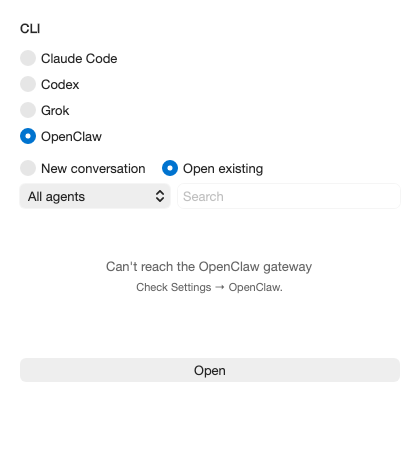 CLI
Claude Code
Codex
Grok
OpenClaw
New conversation Open existing
All agents Search
Can't reach the OpenClaw gateway
Check Settings → OpenClaw.
Open